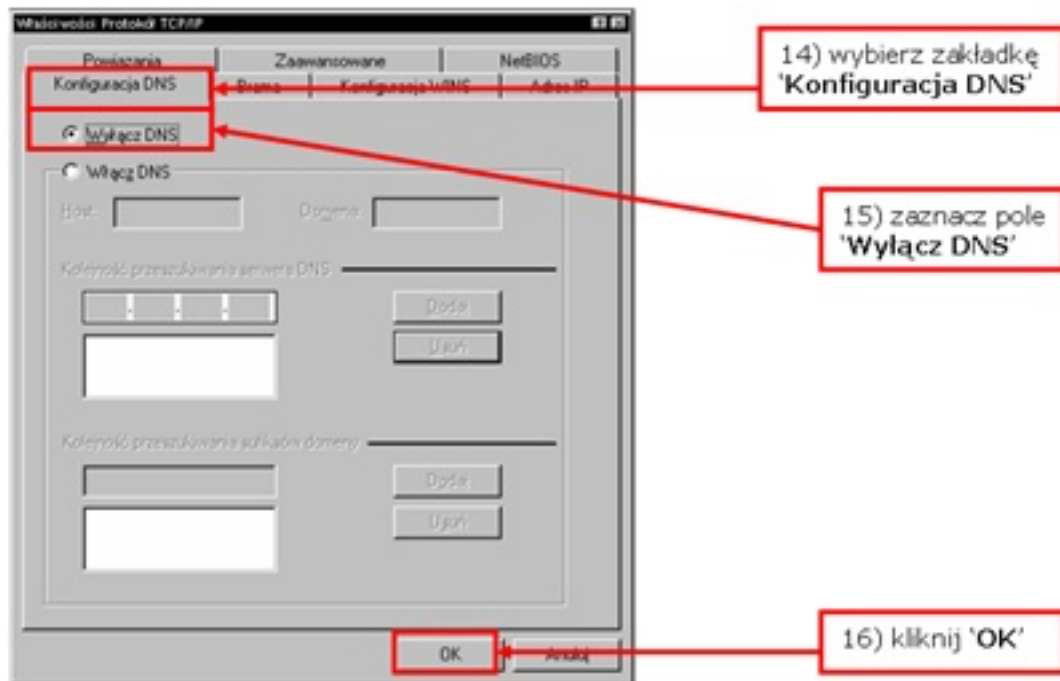 Właściwości Protokół TCP/IP
Powiązania Zaawansowane NetBIOS
Konfiguracja DNS Brama Konfiguracja WINS Adres IP
Wyłącz DNS
Włącz DNS
Host: Domena:
Kolejność przeszukiwania serwera DNS
Dodaj
Usuń
Kolejność przeszukiwania sufiksów domeny
Dodaj
Usuń
OK Anuluj
14) wybierz zakładkę
'Konfiguracja DNS'
15) zaznacz pole
'Wyłącz DNS'
16) kliknij 'OK'